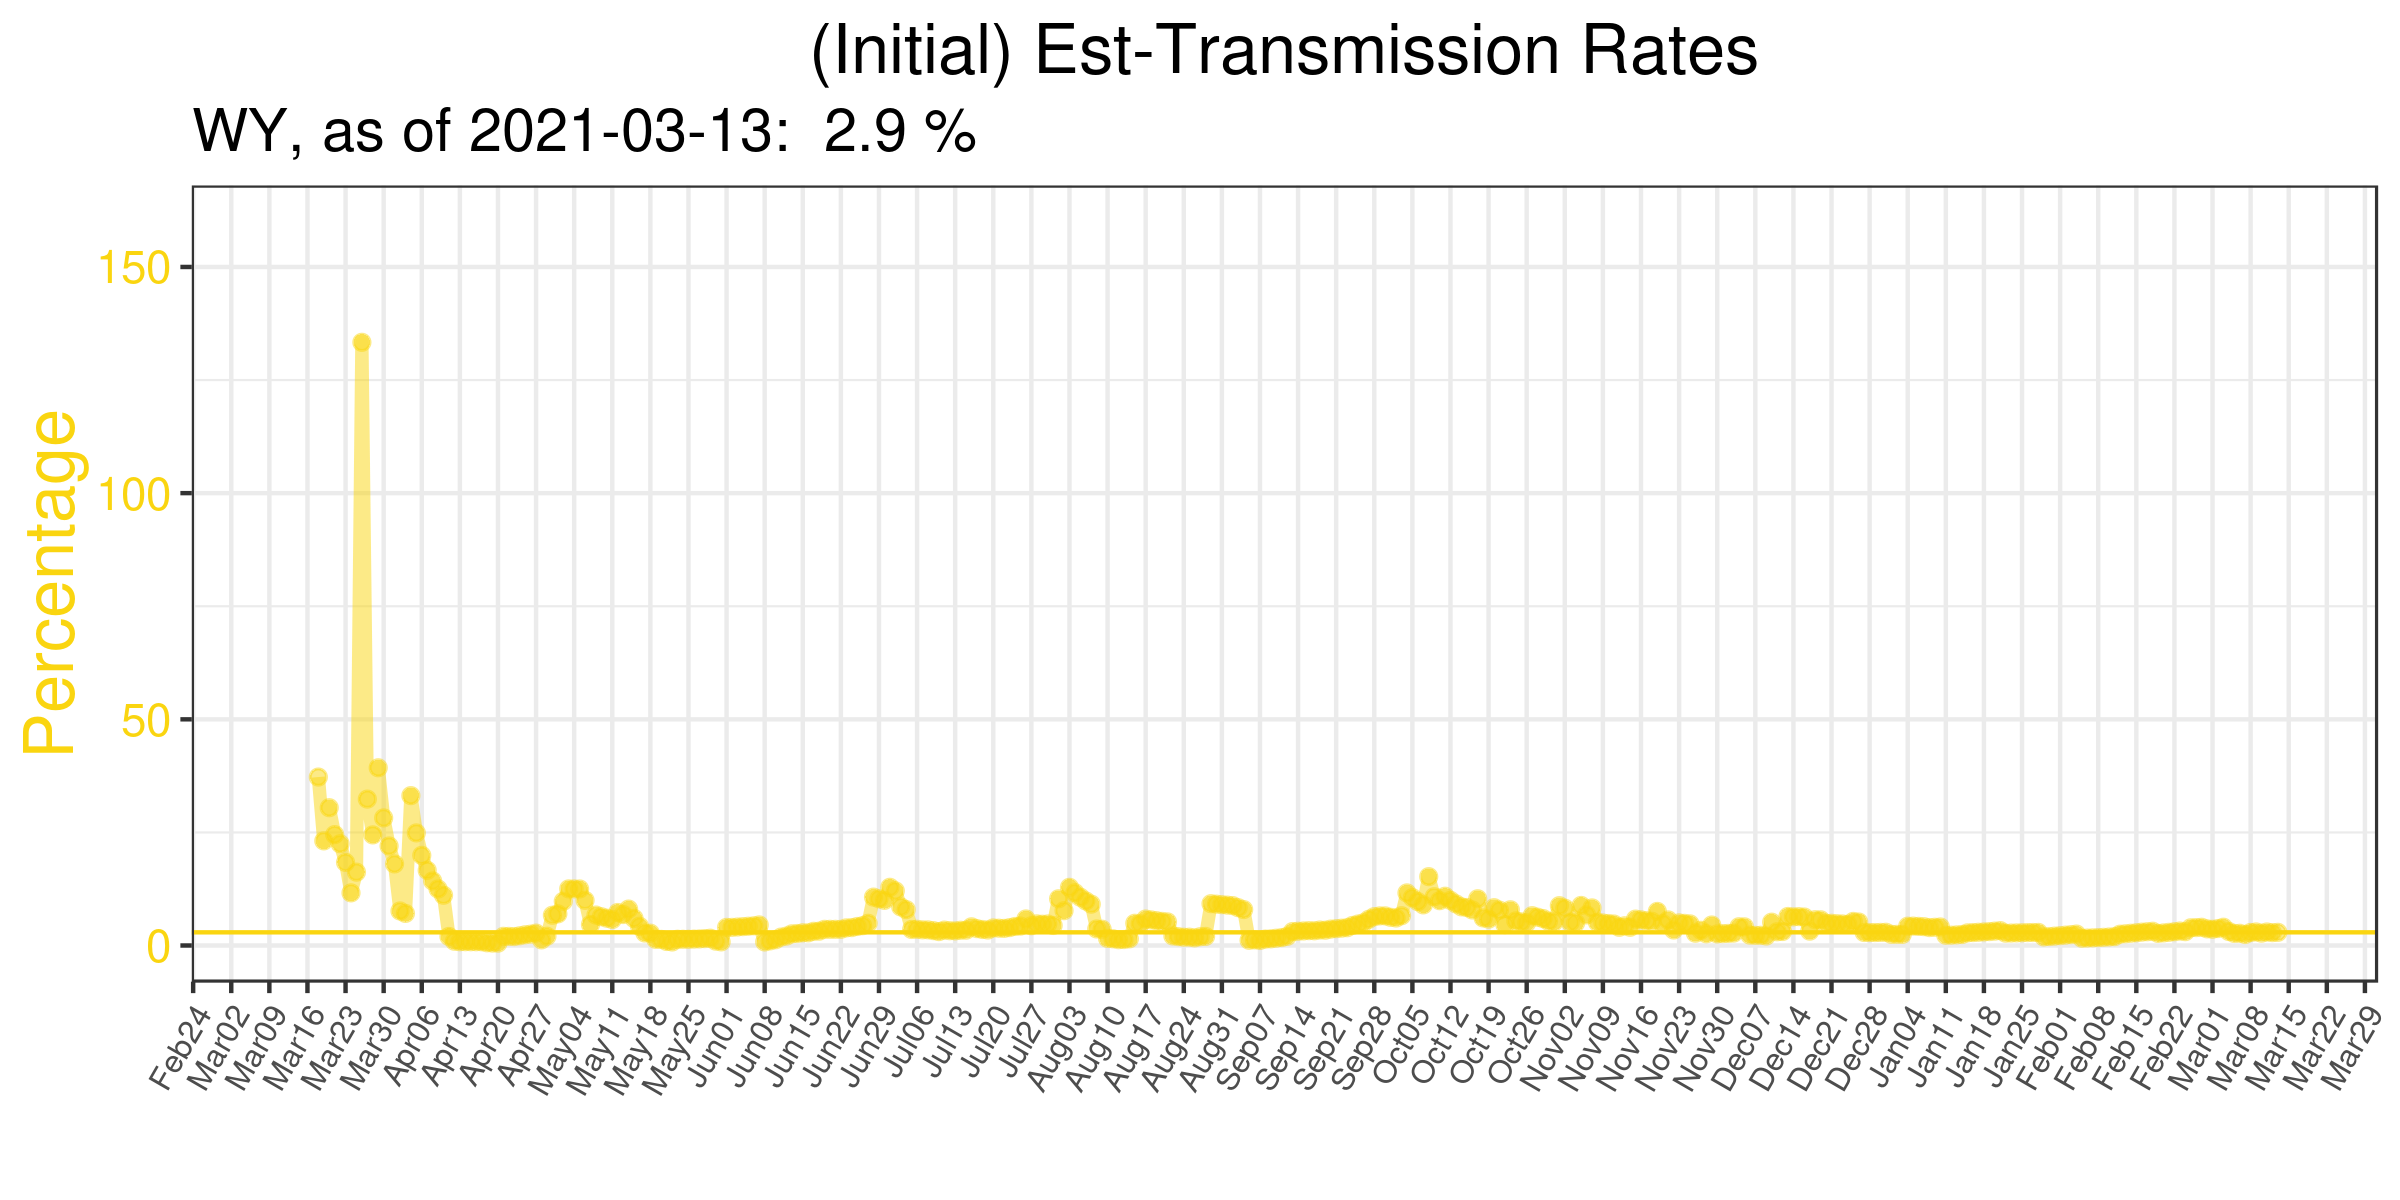 (Initial) Est-Transmission Rates
WY, as of 2021-03-13:  2.9 %
Percentage
150
100
50
0
Feb24
Mar02
Mar09
Mar16
Mar23
Mar30
Apr06
Apr13
Apr20
Apr27
May04
May11
May18
May25
Jun01
Jun08
Jun15
Jun22
Jun29
Jul06
Jul13
Jul20
Jul27
Aug03
Aug10
Aug17
Aug24
Aug31
Sep07
Sep14
Sep21
Sep28
Oct05
Oct12
Oct19
Oct26
Nov02
Nov09
Nov16
Nov23
Nov30
Dec07
Dec14
Dec21
Dec28
Jan04
Jan11
Jan18
Jan25
Feb01
Feb08
Feb15
Feb22
Mar01
Mar08
Mar15
Mar22
Mar29